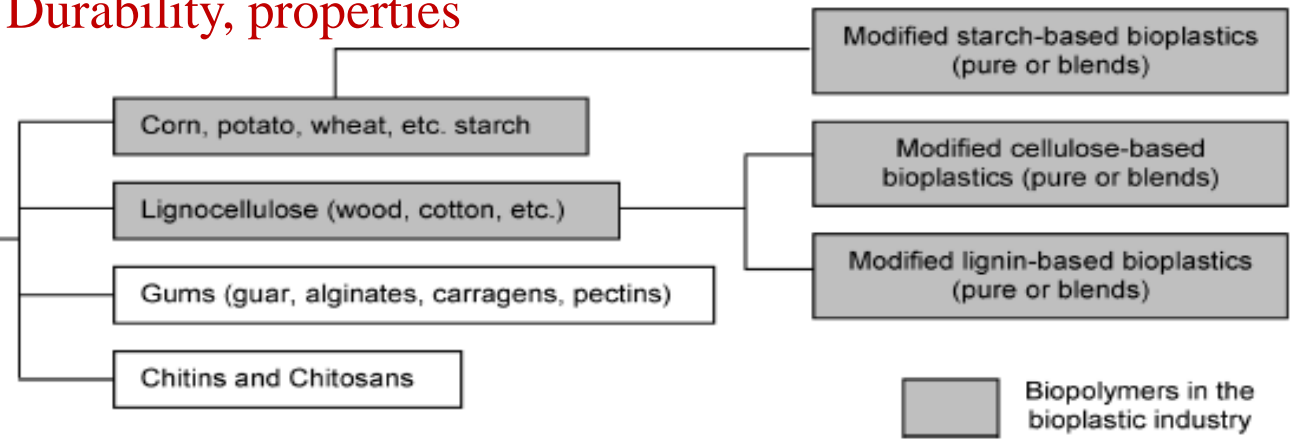 Durability, properties
Modified starch-based bioplastics
(pure or blends)
Corn, potato, wheat, etc. starch
Modified cellulose-based
bioplastics (pure or blends)
Lignocellulose (wood, cotton, etc.)
Modified lignin-based bioplastics
(pure or blends)
Gums (guar, alginates, carragens, pectins)
Chitins and Chitosans
Biopolymers in the
bioplastic industry